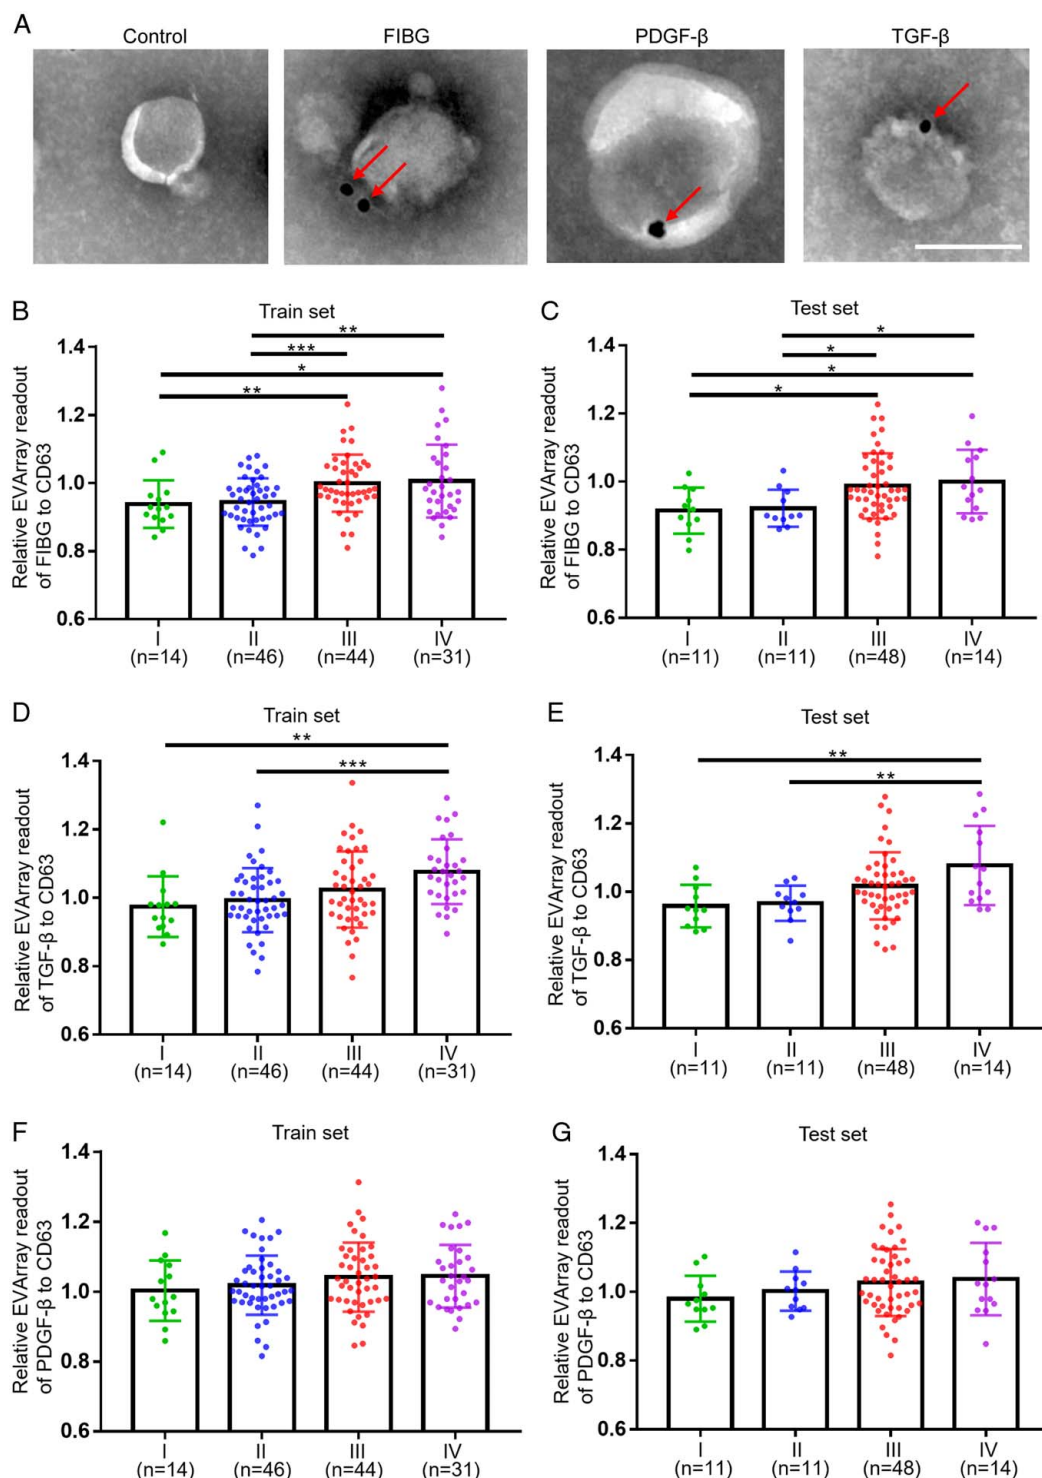 A
Control
FIBG
PDGF-β
TGF-β
B
Train set
**
***
*
**
Relative EVArray readout
of FIBG to CD63
1.4
1.2
1.0
0.8
0.6
I
II
III
IV
(n=14)
(n=46)
(n=44)
(n=31)
C
Test set
*
*
*
*
Relative EVArray readout
of FIBG to CD63
1.4
1.2
1.0
0.8
0.6
I
II
III
IV
(n=11)
(n=11)
(n=48)
(n=14)
D
Train set
**
***
Relative EVArray readout
of TGF-β to CD63
1.4
1.2
1.0
0.8
0.6
I
II
III
IV
(n=14)
(n=46)
(n=44)
(n=31)
E
Test set
**
**
Relative EVArray readout
of TGF-β to CD63
1.4
1.2
1.0
0.8
0.6
I
II
III
IV
(n=11)
(n=11)
(n=48)
(n=14)
F
Train set
Relative EVArray readout
of PDGF-β to CD63
1.4
1.2
1.0
0.8
0.6
I
II
III
IV
(n=14)
(n=46)
(n=44)
(n=31)
G
Test set
Relative EVArray readout
of PDGF-β to CD63
1.4
1.2
1.0
0.8
0.6
I
II
III
IV
(n=11)
(n=11)
(n=48)
(n=14)